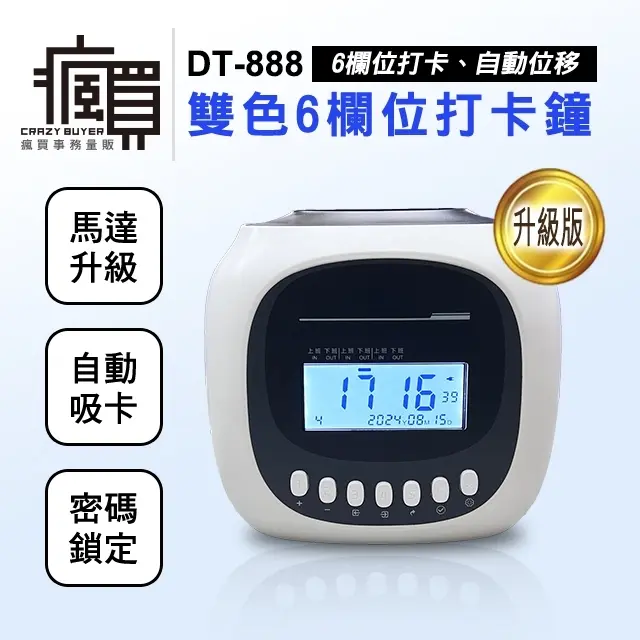 瘋買
CRAZY BUYER
瘋買事務量販
DT-888
6欄位打卡、自動位移
雙色6欄位打卡鐘
升級版
馬達
升級
自動
吸卡
密碼
鎖定
上班 下班 上班 下班 上班 下班
IN OUT IN OUT IN OUT
17 16 39
4 2024Y08M15D